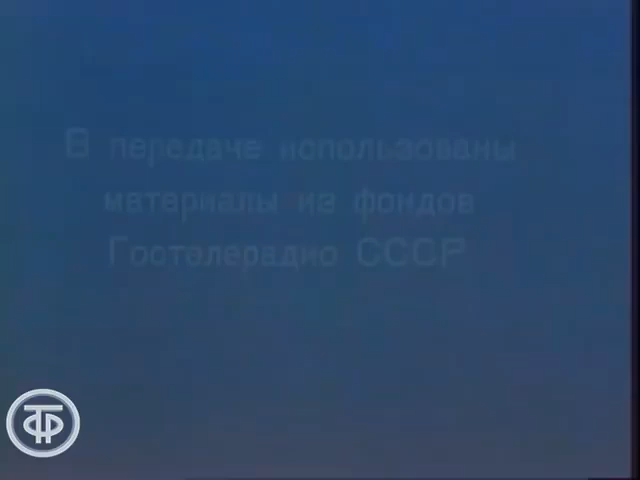 В передаче использованы
материалы из фондов
Гостелерадио СССР